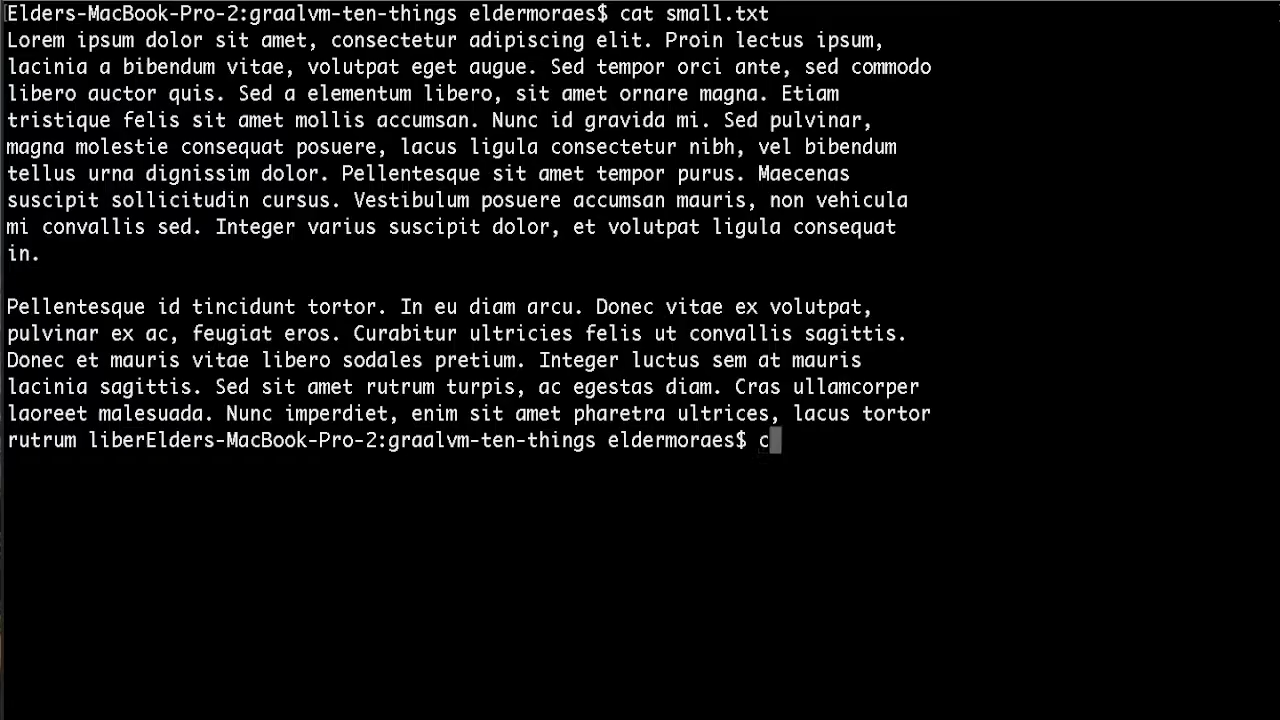 Elders-MacBook-Pro-2:graalvm-ten-things eldermoraes$ cat small.txt
Lorem ipsum dolor sit amet, consectetur adipiscing elit. Proin lectus ipsum,
lacinia a bibendum vitae, volutpat eget augue. Sed tempor orci ante, sed commodo
libero auctor quis. Sed a elementum libero, sit amet ornare magna. Etiam
tristique felis sit amet mollis accumsan. Nunc id gravida mi. Sed pulvinar,
magna molestie consequat posuere, lacus ligula consectetur nibh, vel bibendum
tellus urna dignissim dolor. Pellentesque sit amet tempor purus. Maecenas
suscipit sollicitudin cursus. Vestibulum posuere accumsan mauris, non vehicula
mi convallis sed. Integer varius suscipit dolor, et volutpat ligula consequat
in.
Pellentesque id tincidunt tortor. In eu diam arcu. Donec vitae ex volutpat,
pulvinar ex ac, feugiat eros. Curabitur ultricies felis ut convallis sagittis.
Donec et mauris vitae libero sodales pretium. Integer luctus sem at mauris
lacinia sagittis. Sed sit amet rutrum turpis, ac egestas diam. Cras ullamcorper
laoreet malesuada. Nunc imperdiet, enim sit amet pharetra ultrices, lacus tortor
rutrum liberElders-MacBook-Pro-2:graalvm-ten-things eldermoraes$ c